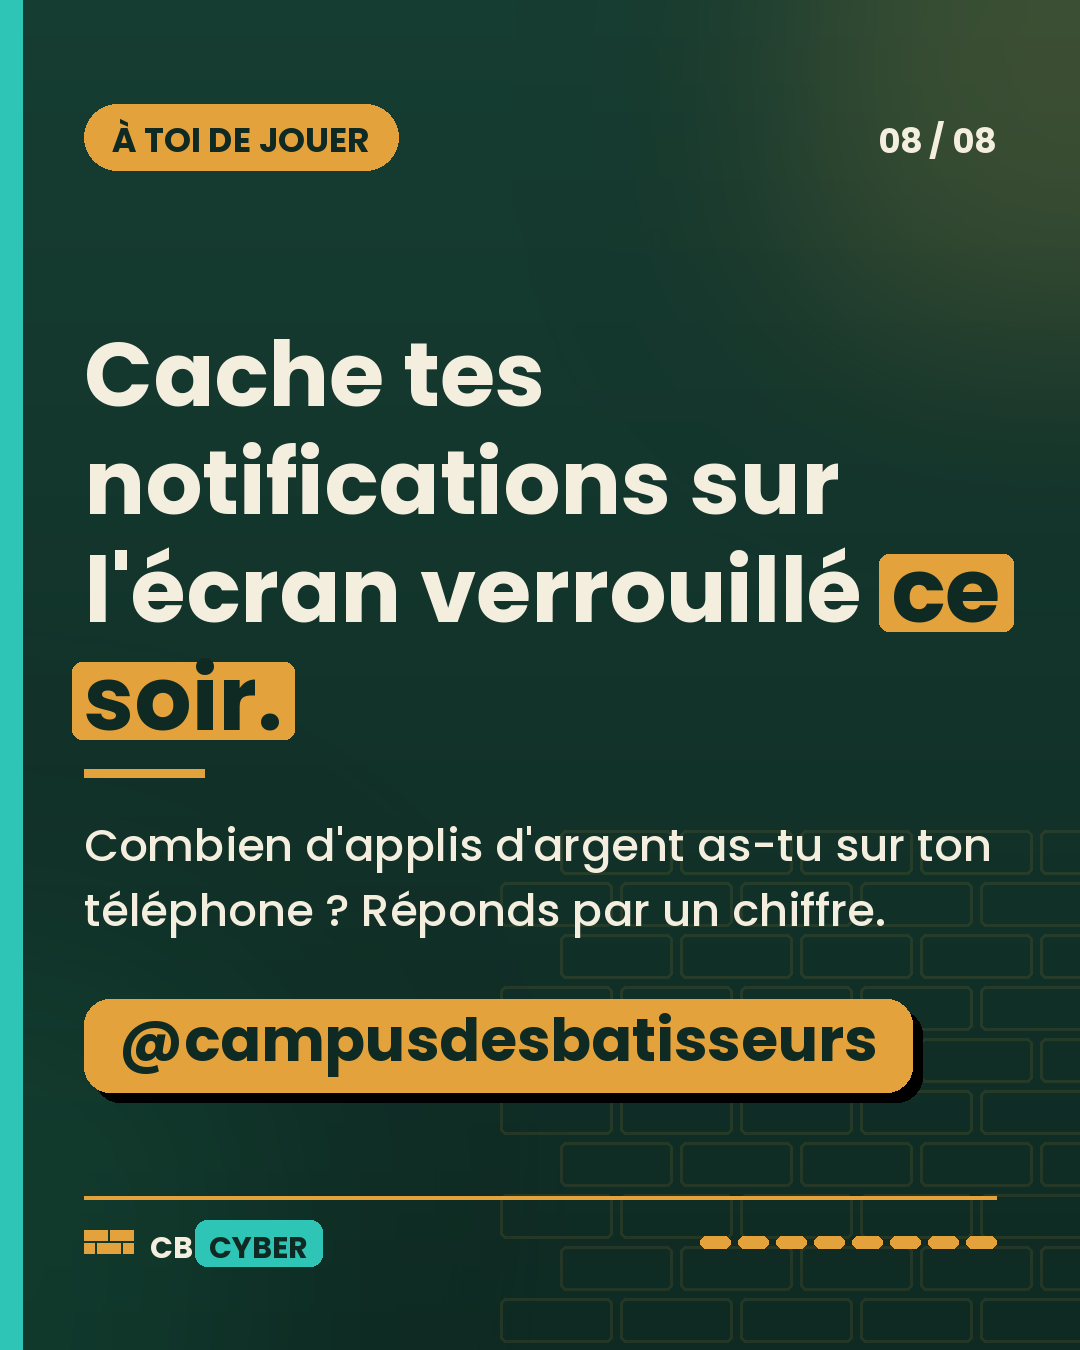 À TOI DE JOUER
08 / 08
Cache tes
notifications sur
l'écran verrouillé ce
soir.
Combien d'applis d'argent as-tu sur ton
téléphone ? Réponds par un chiffre.
@campusdesbatisseurs
CB CYBER